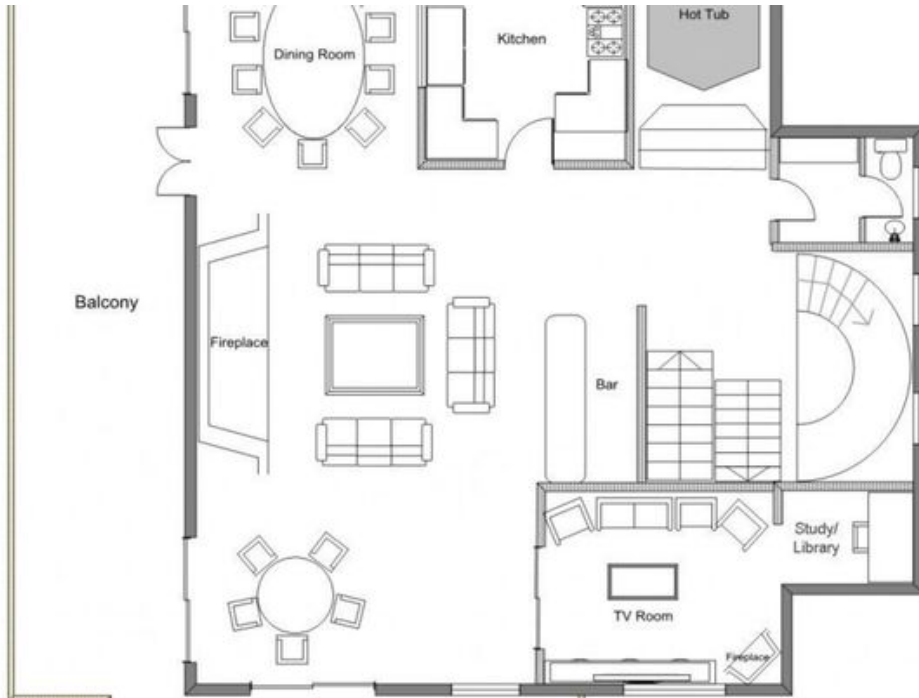 Hot Tub
Kitchen
Dining Room
Balcony
Fireplace
Bar
Study/
Library
TV Room
Fireplace